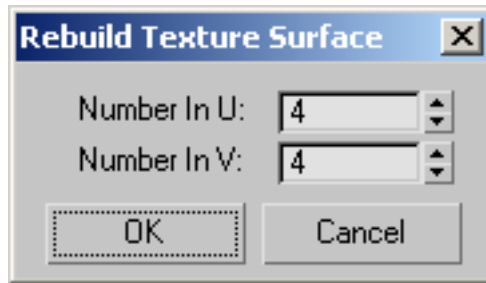 Rebuild Texture Surface
Number In U: 4
Number In V: 4
OK Cancel